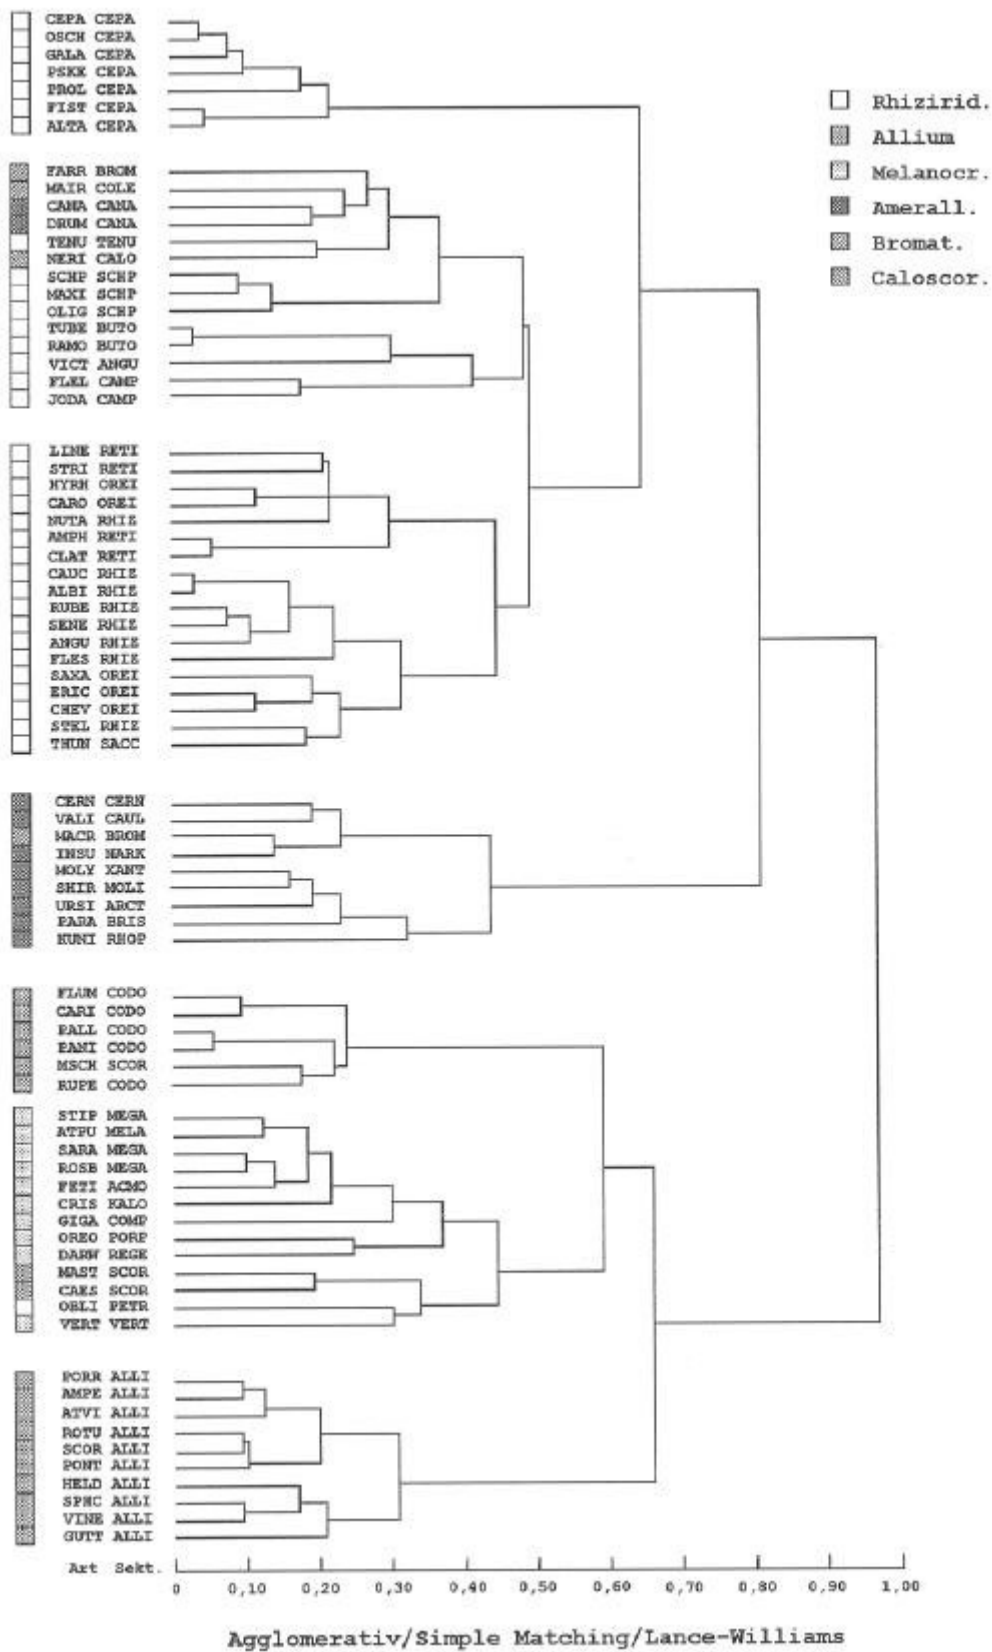 CEPA CEPA
OSCH CEPA
GALA CEPA
PSKE CEPA
PROL CEPA
FIST CEPA
ALTA CEPA
Rhizirid.
Allium
Melanocr.
Amerall.
Bromat.
Caloscor.
FARR BROM
MAIR COLE
CANA CANA
DRUM CANA
TENU TENU
NERI CALO
SCHP SCHP
MAXI SCHP
OLIG SCHP
TUBE BUTO
RAMO BUTO
VICT ANGU
FLEL CAMP
JODA CAMP
LINE RETI
STRI RETI
HYRH OREI
CARO OREI
NUTA RHIZ
AMPH RETI
CLAT RETI
CAUC RHIZ
ALBI RHIZ
RUBE RHIZ
SENE RHIZ
ANGU RHIZ
FLES RHIZ
SAXA OREI
ERIC OREI
CHEV OREI
STEL RHIZ
THUN SACC
CERN CERN
VALI CAUL
MACR BROM
INSU MARK
MOLY XANT
SHIR MOLI
URSI ARCT
PARA BRIS
KUNI RHOP
FLUM CODO
CARI CODO
PALL CODO
PANI CODO
MSCH SCOR
RUPE CODO
STIP MEGA
ATPU MELA
SARA MEGA
ROSB MEGA
FETI ACMO
CRIS KALO
GIGA COMP
OREO PORP
DARW REGE
MAST SCOR
CAES SCOR
OBLI PETR
VERT VERT
PORR ALLI
AMPE ALLI
ATVI ALLI
ROTU ALLI
SCOR ALLI
PONT ALLI
HELD ALLI
SPHC ALLI
VINE ALLI
GUTT ALLI
Art Sekt.
0 0,10 0,20 0,30 0,40 0,50 0,60 0,70 0,80 0,90 1,00
Agglomerativ/Simple Matching/Lance-Williams